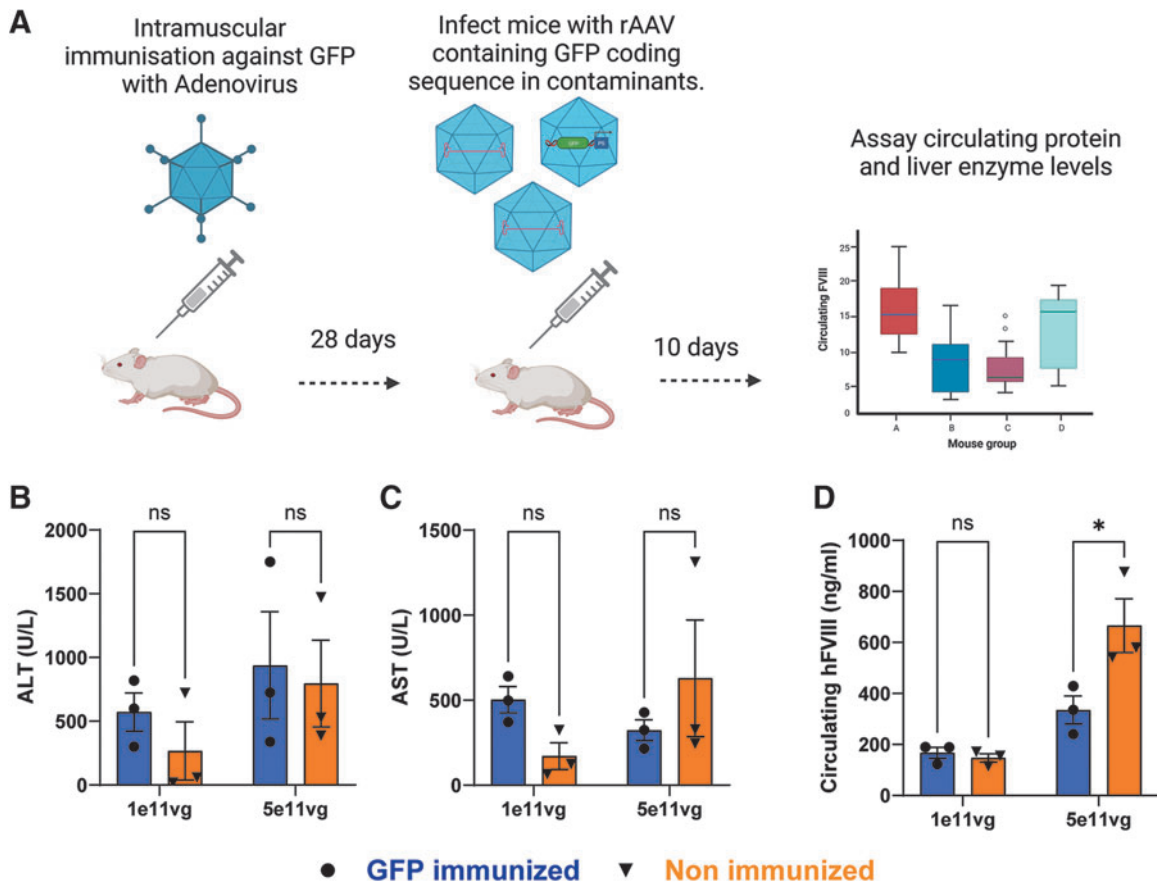 A
Intramuscular
immunisation against GFP
with Adenovirus
Infect mice with rAAV
containing GFP coding
sequence in contaminants.
GFP
Assay circulating protein
and liver enzyme levels
28 days
10 days
Circulating FVIII
25
20
15
10
5
0
A B C D
Mouse group
B
ns ns
ALT (U/L)
2000
1500
1000
500
0
1e11vg 5e11vg
C
ns ns
AST (U/L)
1500
1000
500
0
1e11vg 5e11vg
D
ns *
Circulating hFVIII (ng/ml)
1000
800
600
400
200
0
1e11vg 5e11vg
GFP immunized Non immunized